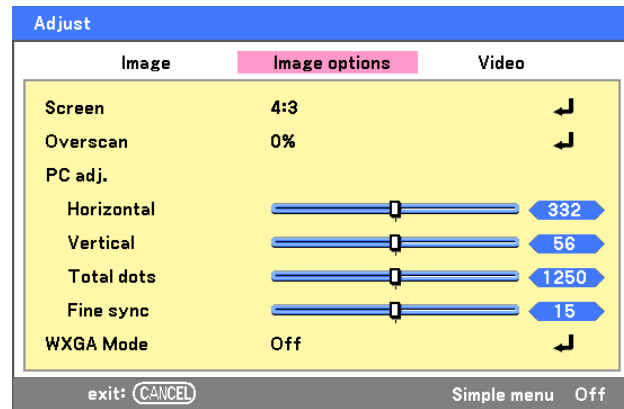 Adjust
Image Image options Video
Screen 4:3
Overscan 0%
PC adj.
Horizontal 332
Vertical 56
Total dots 1250
Fine sync 15
WXGA Mode Off
exit: CANCEL Simple menu Off